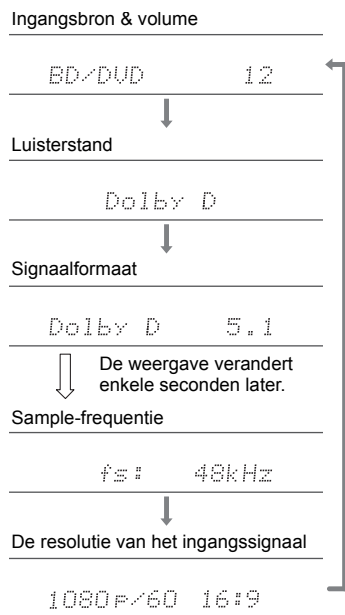 Ingangsbron & volume
BD/DVD 12
Luisterstand
Dolby D
Signaalformaat
Dolby D 5.1
De weergave verandert
enkele seconden later.
Sample-frequentie
fs: 48kHz
De resolutie van het ingangssignaal
1080p/60 16:9